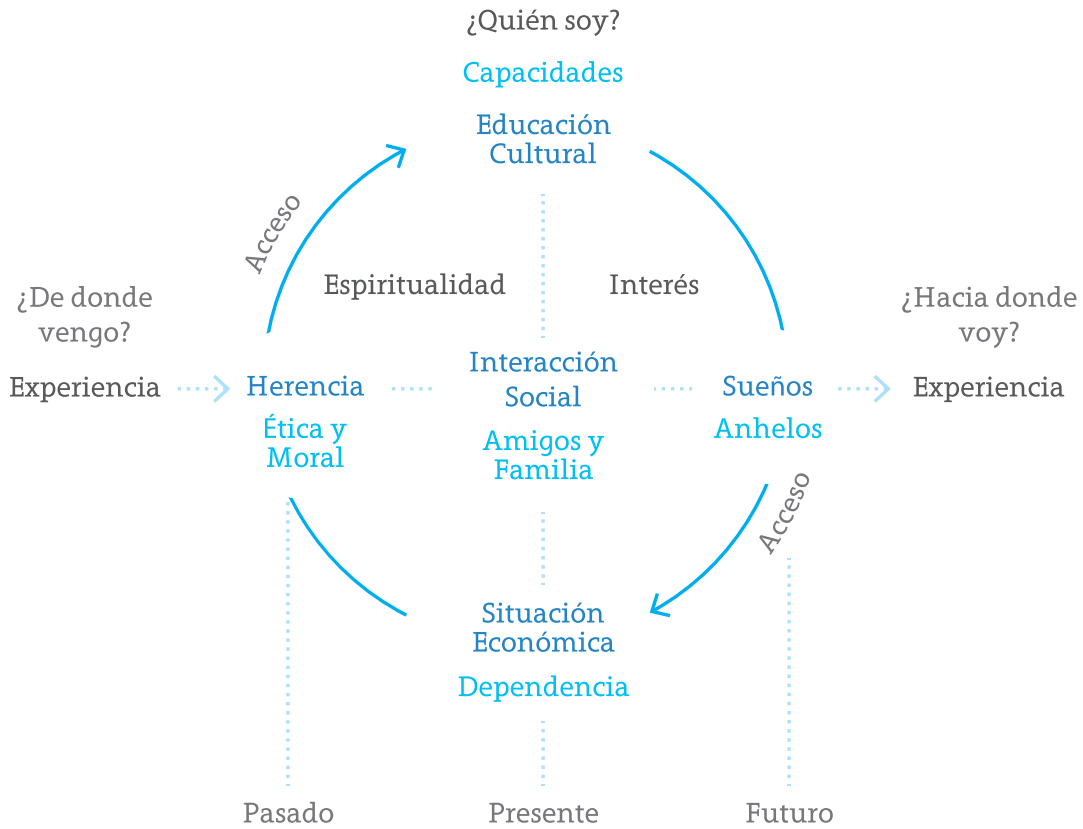 ¿Quién soy?
Capacidades
Educación
Cultural
Acceso
Espiritualidad
Interés
¿De donde
vengo?
¿Hacia donde
voy?
Experiencia
Herencia
Interacción
Social
Sueños
Experiencia
Ética y
Moral
Amigos y
Familia
Anhelos
Acceso
Situación
Económica
Dependencia
Pasado
Presente
Futuro